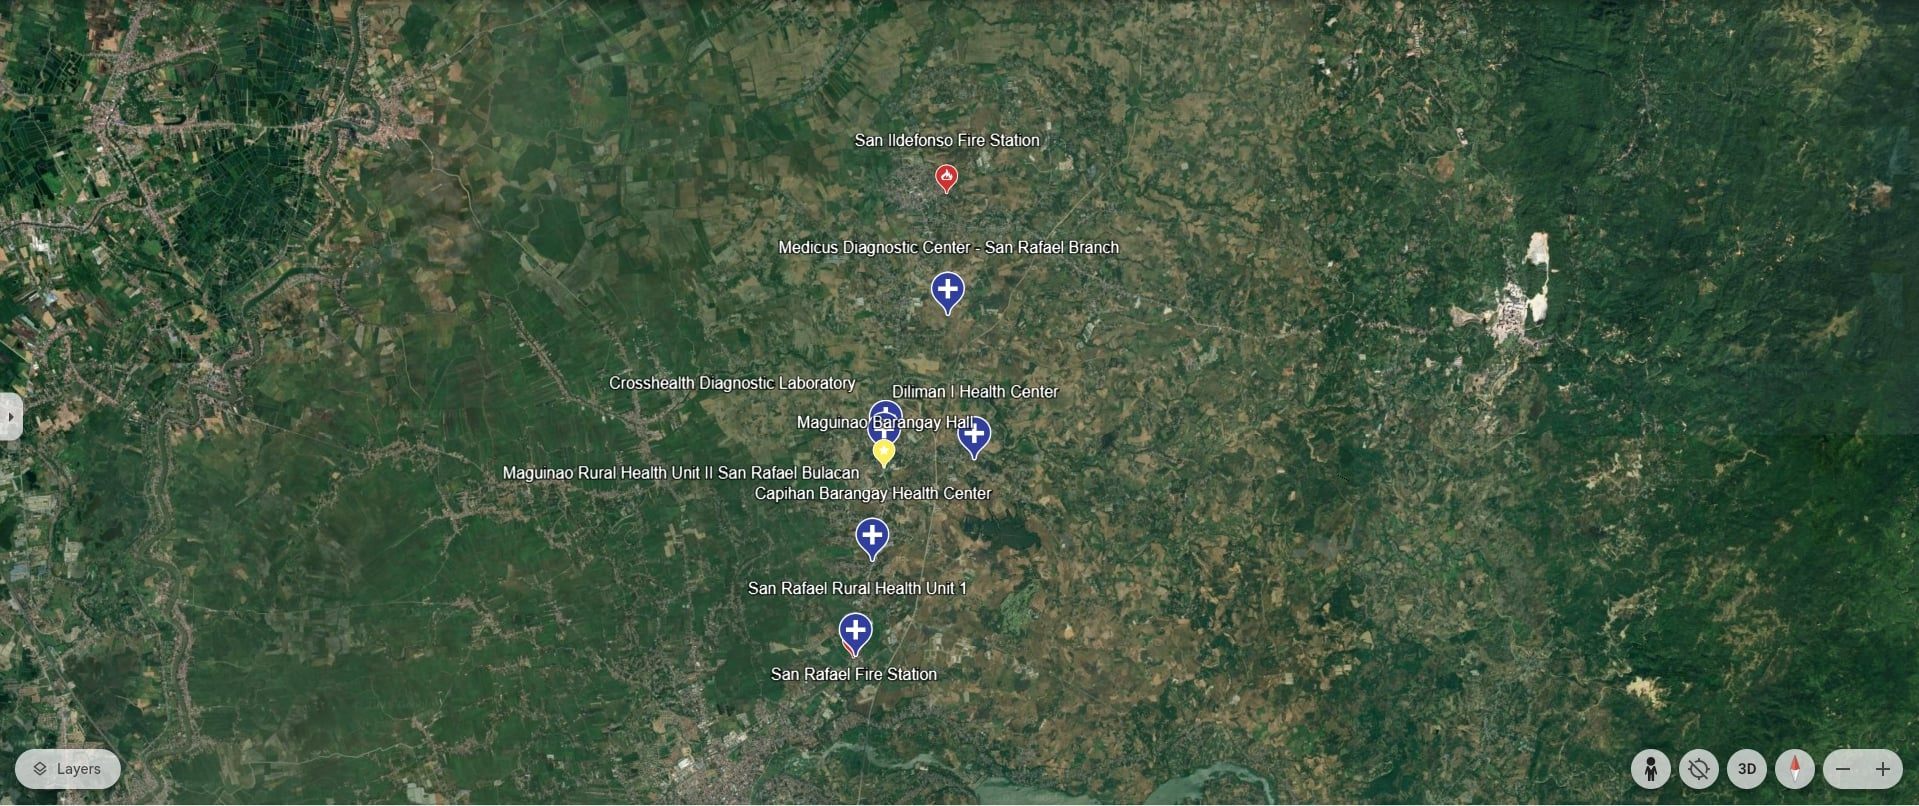 San Ildefonso Fire Station
Medicus Diagnostic Center - San Rafael Branch
Crosshealth Diagnostic Laboratory
Diliman I Health Center
Maguinao Barangay Hall
Maguinao Rural Health Unit II San Rafael Bulacan
Capihan Barangay Health Center
San Rafael Rural Health Unit 1
San Rafael Fire Station
Layers
3D